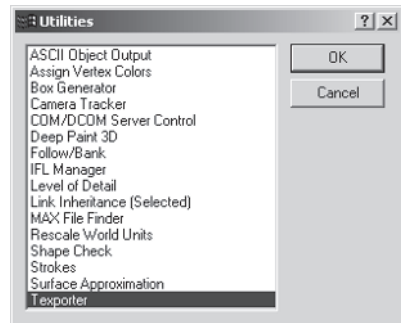 Utilities
ASCII Object Output
Assign Vertex Colors
Box Generator
Camera Tracker
COM/DCOM Server Control
Deep Paint 3D
Follow/Bank
IFL Manager
Level of Detail
Link Inheritance (Selected)
MAX File Finder
Rescale World Units
Shape Check
Strokes
Surface Approximation
Texporter
OK
Cancel